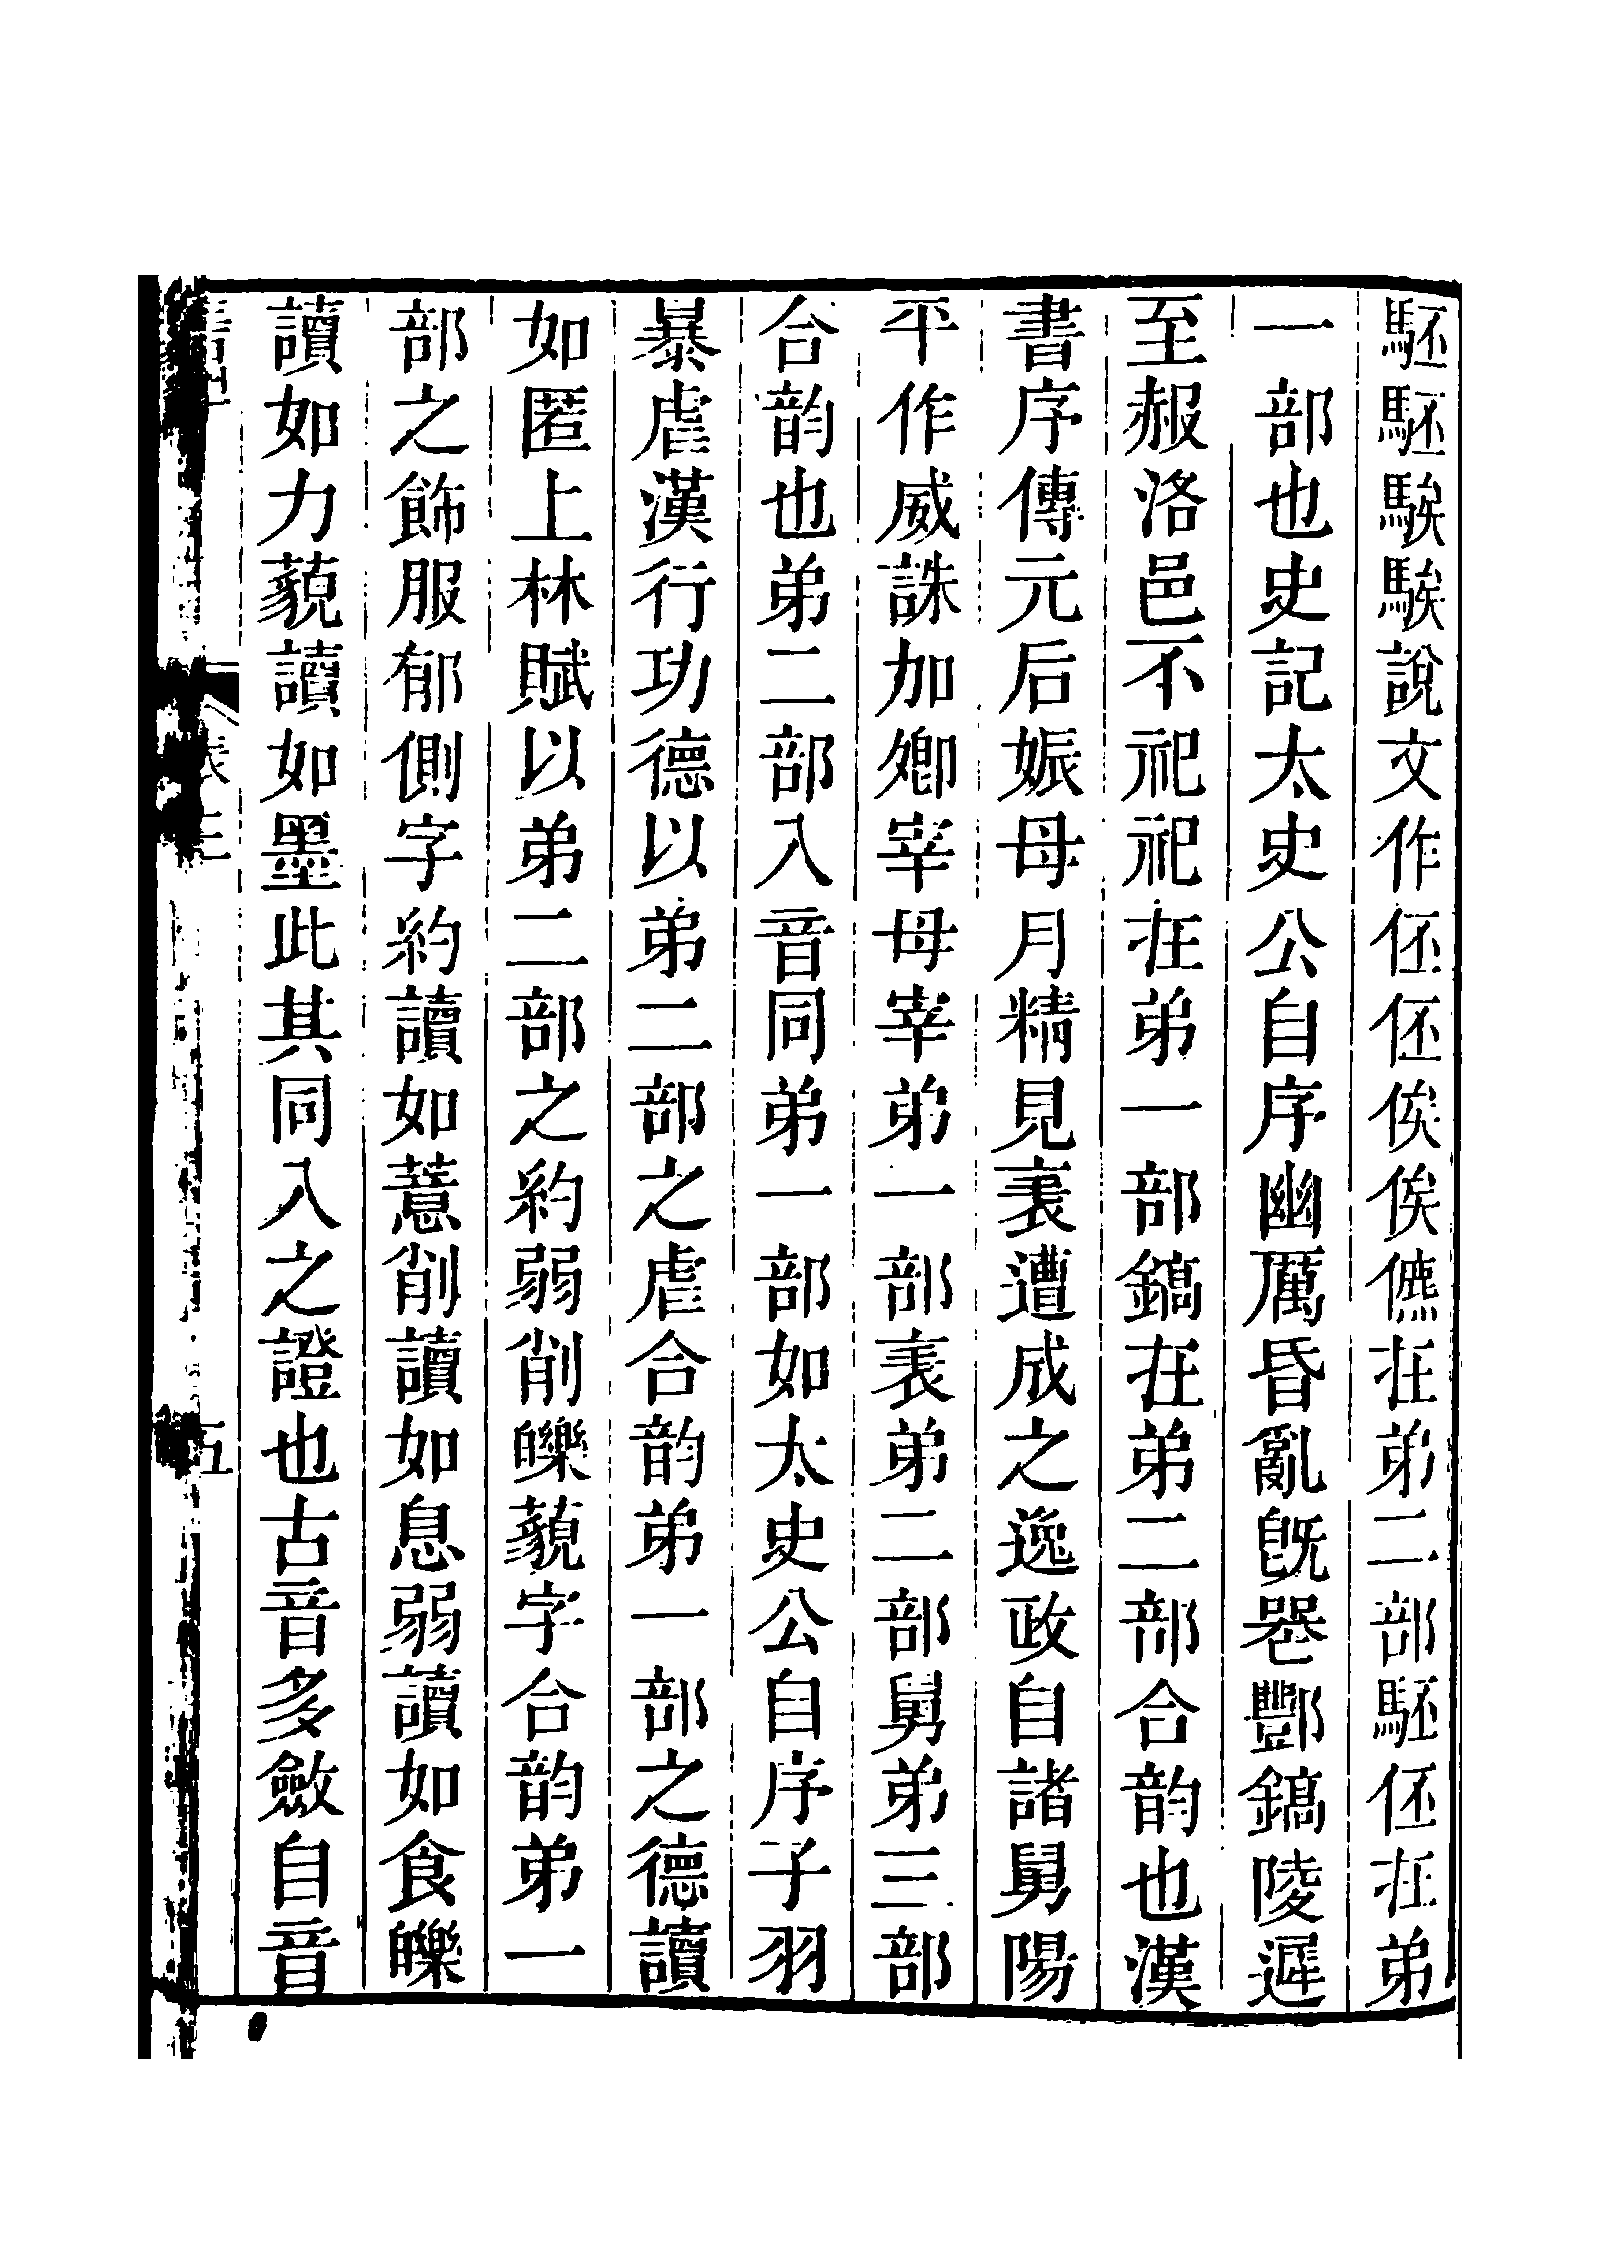 駓駓騃騃說文作伾伾俟俟儦在弟二部駓伾在弟
一部也史記太史公自序幽厲昏亂旣喪酆鎬陵遲
至赧洛邑不祀祀在弟一部鎬在弟二部合韵也漢
書序傳元后娠母月精見表遭成之逸政自諸舅陽
平作威誅加卿宰母宰弟一部表弟二部舅弟三部
合韵也弟二部入音同弟一部如太史公自序子羽
暴虐漢行功德以弟二部之虐合韵弟一部之德讀
如匿上林賦以弟二部之約弱削皪藐字合韵弟一
部之飾服郁側字約讀如薏削讀如息弱讀如食皪
讀如力藐讀如墨此其同入之證也古音多斂自音
表三
五